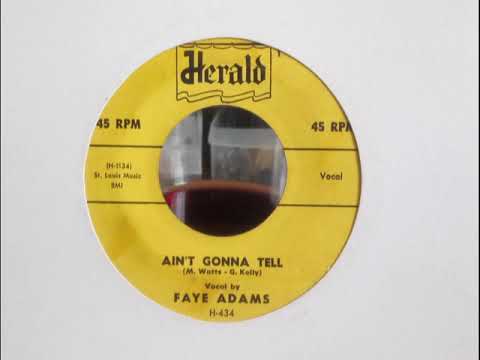 Herald
45 RPM
45 RPM
(H-1134)
St. Louis Music
BMI
Vocal
AIN'T GONNA TELL
(M. Watts - G. Kelly)
Vocal by
FAYE ADAMS
H-434